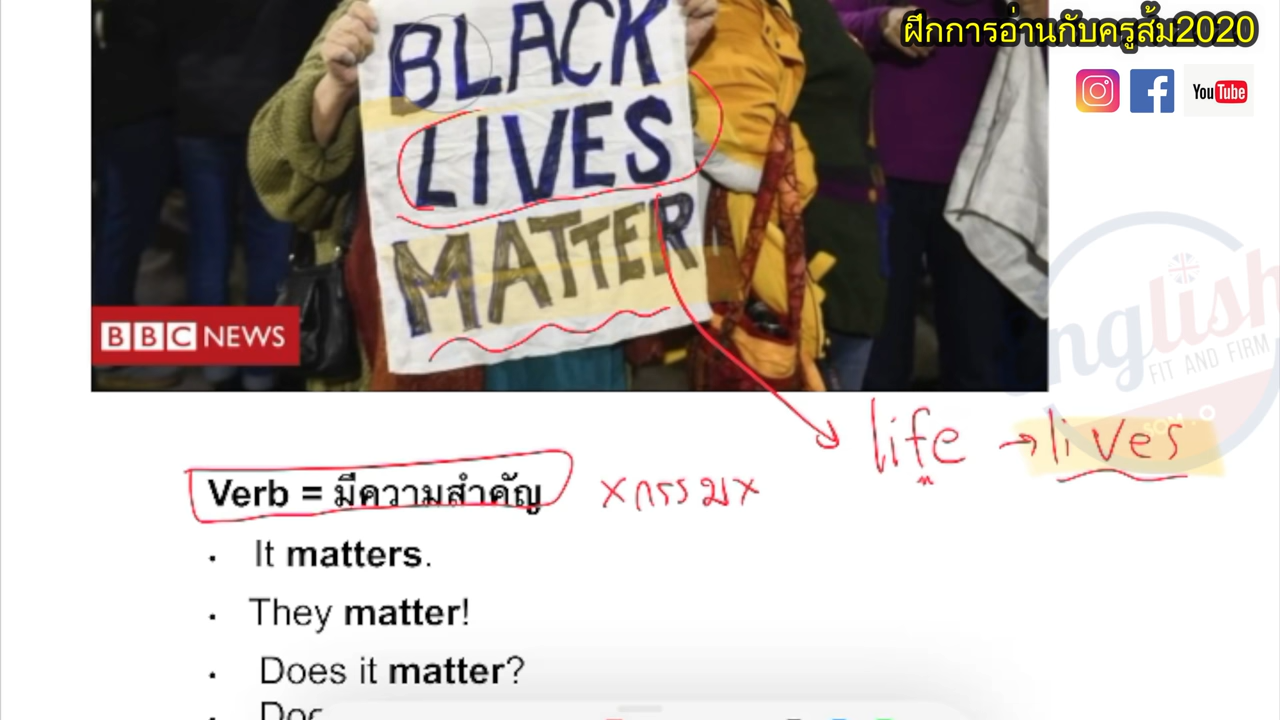 ฝึกการอ่านกับครูส้ม2020
YouTube
BLACK
LIVES
MATTER
BBC NEWS
English
FIT AND FIRM
SOM.O
life → lives
Verb = มีความสำคัญ ×กรรม×
• It matters.
• They matter!
• Does it matter?